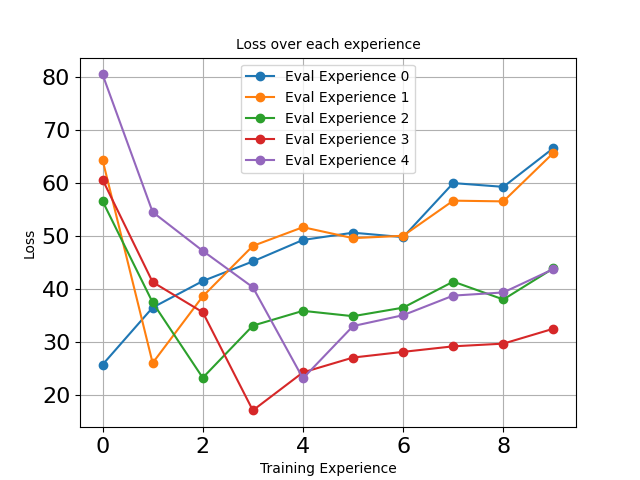 Loss over each experience
Eval Experience 0
Eval Experience 1
Eval Experience 2
Eval Experience 3
Eval Experience 4
80
70
60
50
40
30
20
Loss
0 2 4 6 8
Training Experience